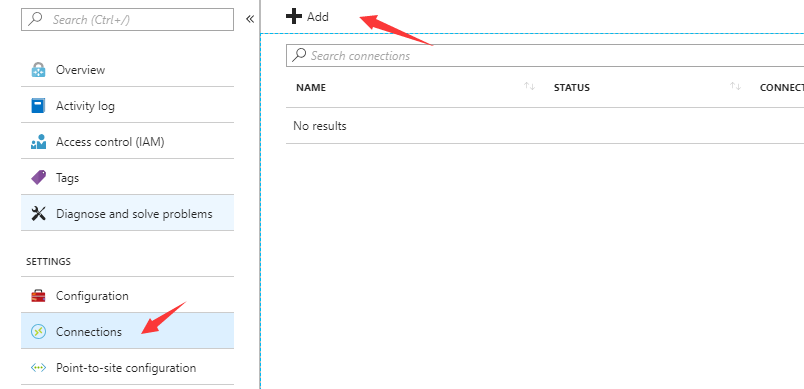 Search (Ctrl+/)
«
Overview
Activity log
Access control (IAM)
Tags
Diagnose and solve problems
SETTINGS
Configuration
Connections
Point-to-site configuration
Add
Search connections
NAME ↑↓ STATUS ↑↓ CONNECT
No results